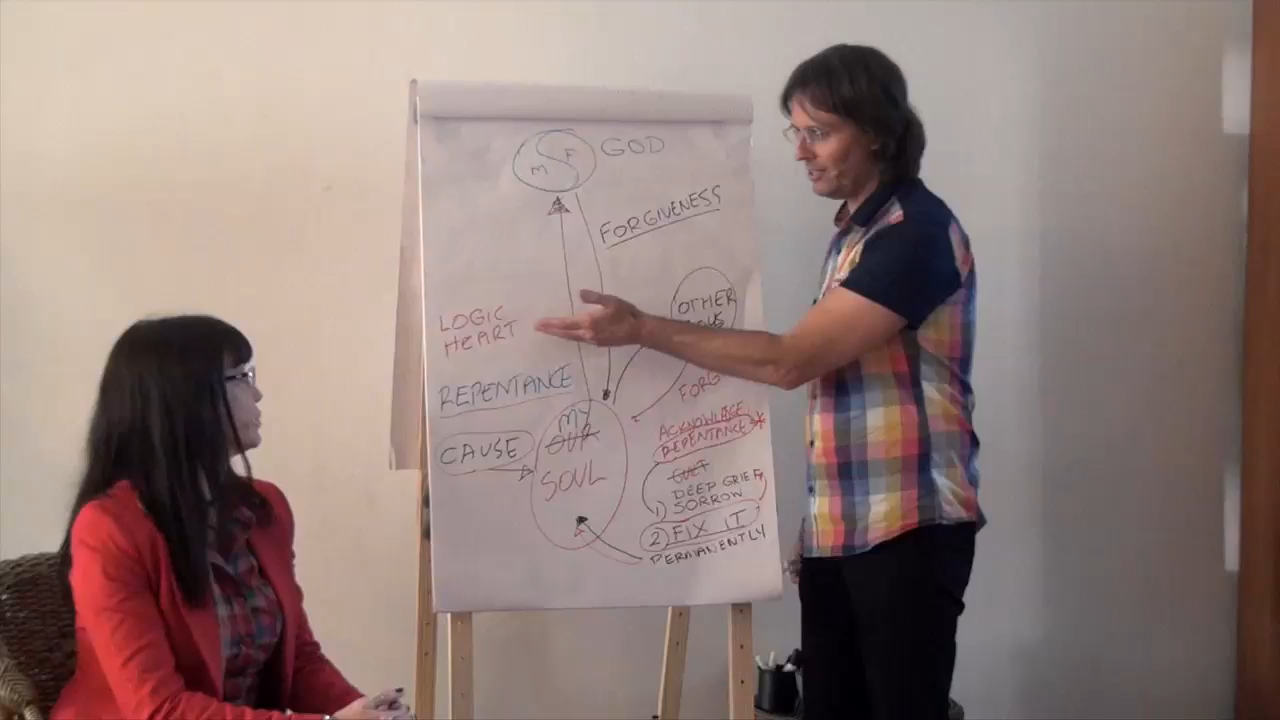 M F GOD
FORGIVENESS
OTHER
LOGIC
HEART
REPENTANCE
FORG
MY
OUR
SOUL
CAUSE
ACKNOWLEDGE
REPENTANCE *
GUILT
DEEP GRIEF
1) SORROW
2) FIX IT
PERMANENTLY